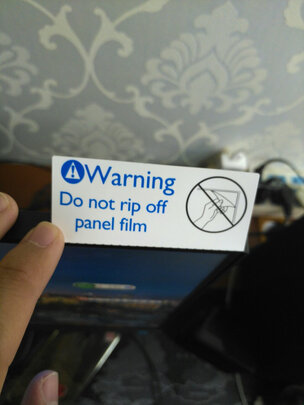 Warning
Do not rip off
panel film